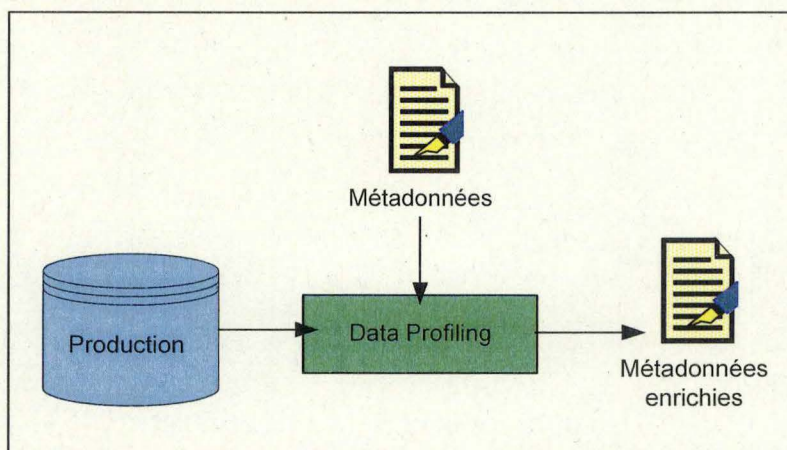 Métadonnées
Production
Data Profiling
Métadonnées
enrichies